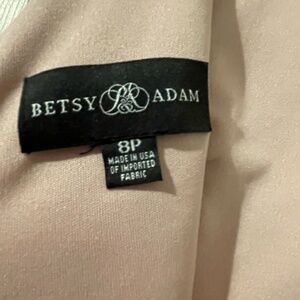 BETSY ADAM
8P
MADE IN USA
OF IMPORTED
FABRIC